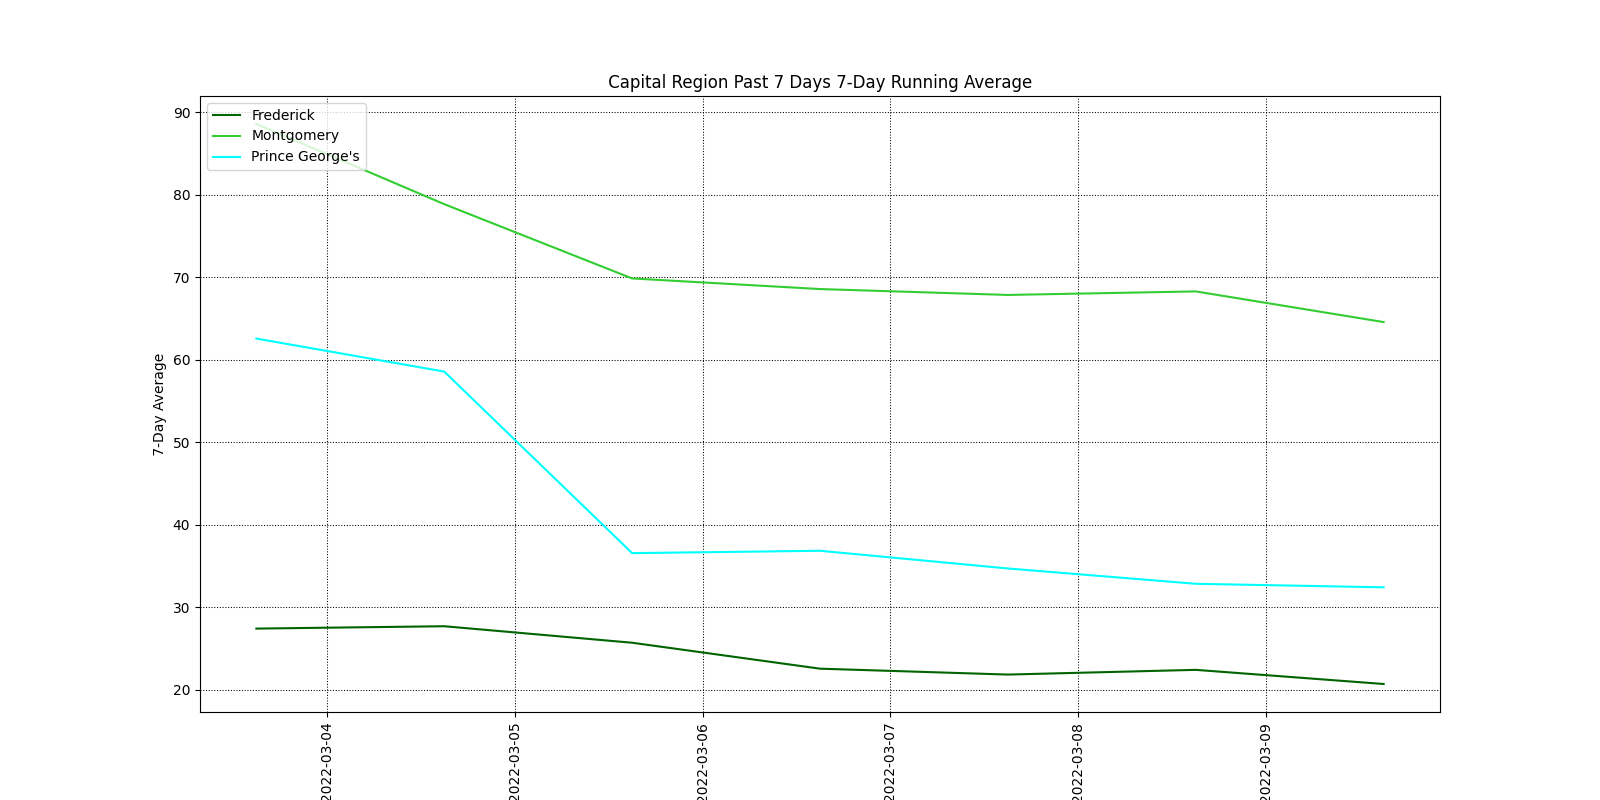 Capital Region Past 7 Days 7-Day Running Average
Frederick
Montgomery
Prince George's
7-Day Average
90
80
70
60
50
40
30
20
2022-03-04
2022-03-05
2022-03-06
2022-03-07
2022-03-08
2022-03-09